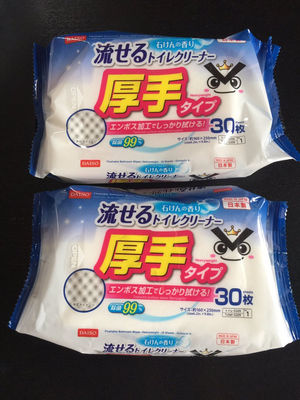 石けんの香り
流せるトイレクリーナー
厚手タイプ
エンボス加工でしっかり拭ける!
除菌99%
30枚
DAISO
日本製
石けんの香り
流せるトイレクリーナー
厚手タイプ
エンボス加工でしっかり拭ける!
除菌99%
30枚
DAISO
日本製